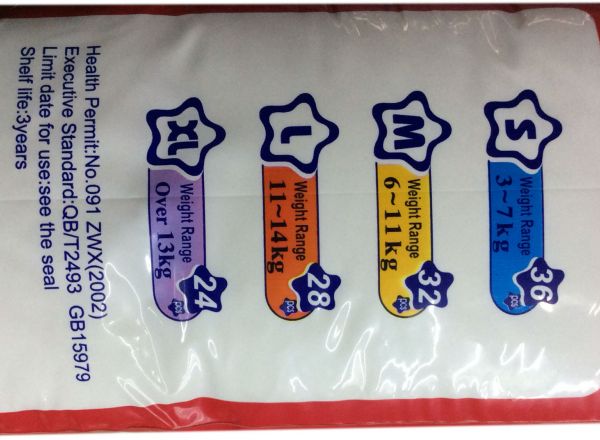 S
Weight Range
3~7kg
36
pcs
M
Weight Range
6~11kg
32
pcs
L
Weight Range
11~14kg
28
pcs
XL
Weight Range
Over 13kg
24
pcs
Health Permit:No.091 ZWX(2002)
Executive Standard:QB/T2493 GB15979
Limit date for use:see the seal
Shelf life:3years